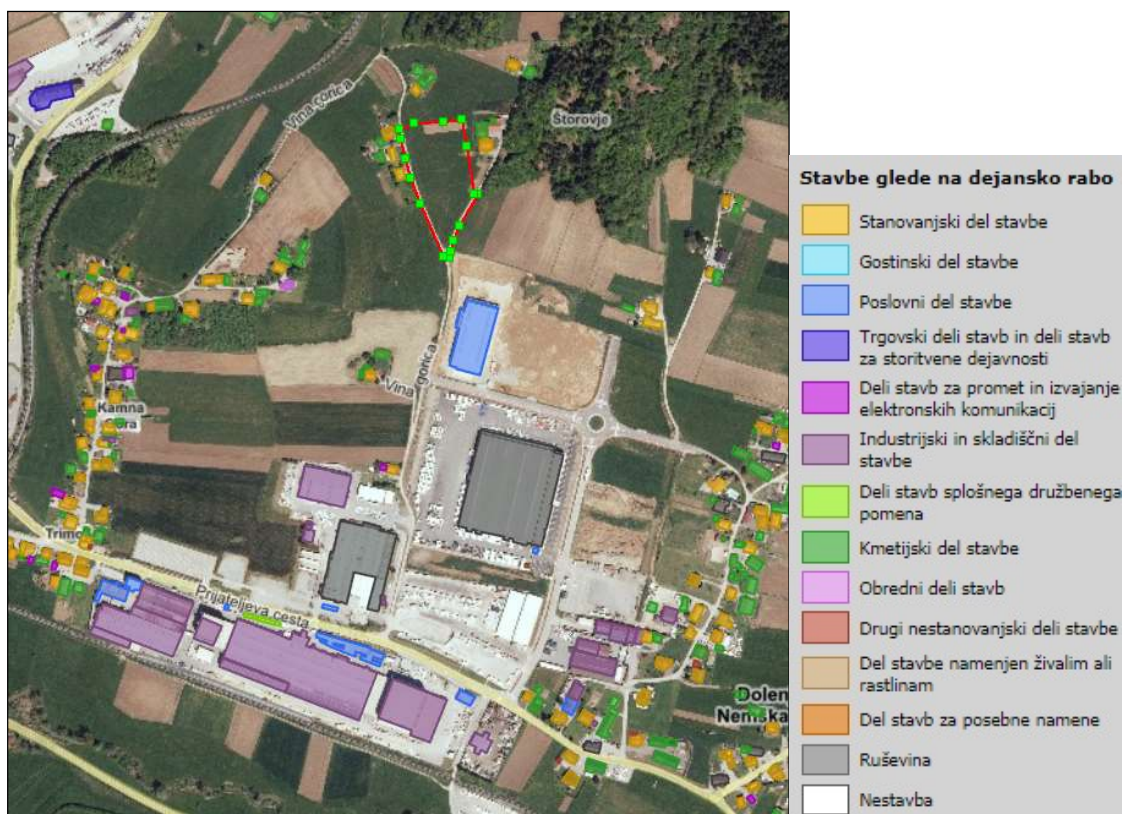 Vina gorica
Štorovje
Vina gorica
Kamna
Gora
Trimo
Prijateljeva cesta
Dolen
Nemška
Stavbe glede na dejansko rabo
Stanovanjski del stavbe
Gostinski del stavbe
Poslovni del stavbe
Trgovski deli stavb in deli stavb
za storitvene dejavnosti
Deli stavb za promet in izvajanje
elektronskih komunikacij
Industrijski in skladiščni del
stavbe
Deli stavb splošnega družbenega
pomena
Kmetijski del stavbe
Obredni deli stavb
Drugi nestanovanjski deli stavbe
Del stavbe namenjen živalim ali
rastlinam
Del stavb za posebne namene
Ruševina
Nestavba